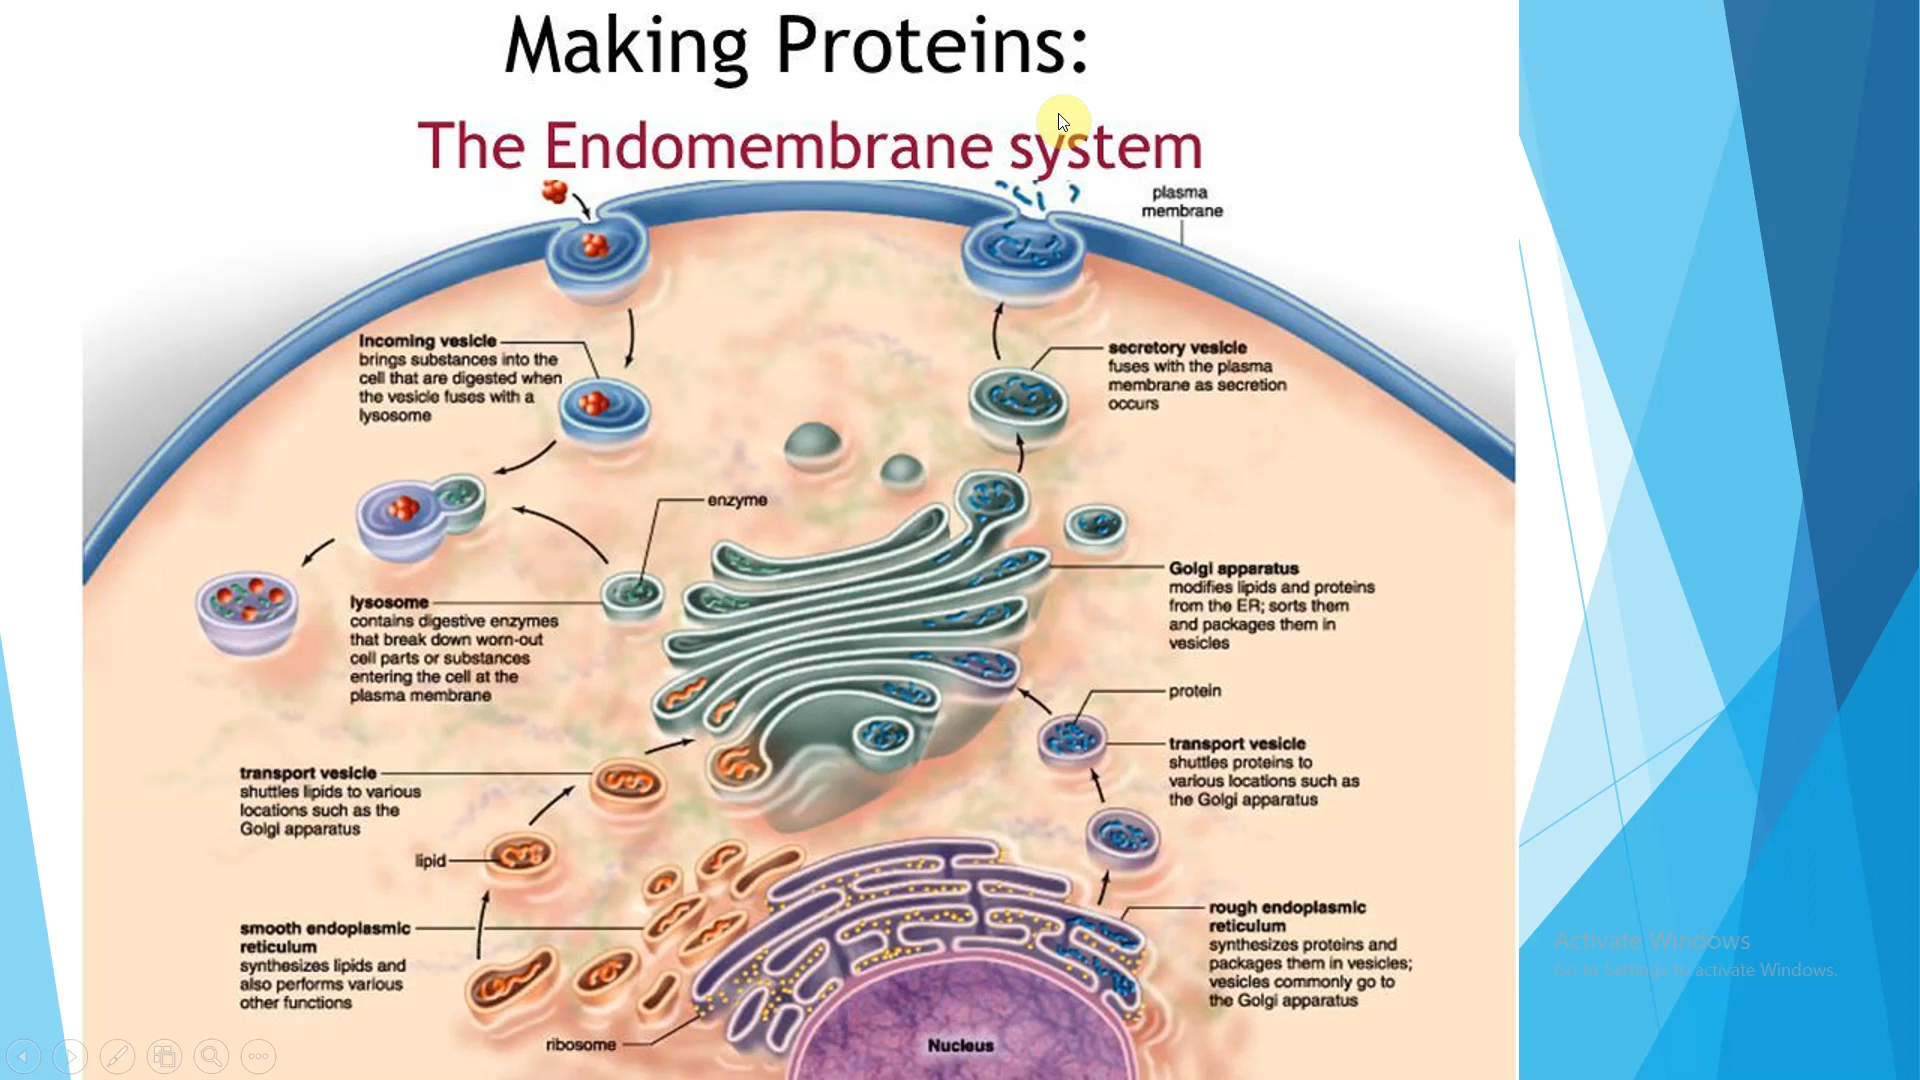 Making Proteins:
The Endomembrane system
plasma
membrane
Incoming vesicle
brings substances into the
cell that are digested when
the vesicle fuses with a
lysosome
secretory vesicle
fuses with the plasma
membrane as secretion
occurs
enzyme
Golgi apparatus
modifies lipids and proteins
from the ER; sorts them
and packages them in
vesicles
lysosome
contains digestive enzymes
that break down worn-out
cell parts or substances
entering the cell at the
plasma membrane
protein
transport vesicle
shuttles proteins to
various locations such as
the Golgi apparatus
transport vesicle
shuttles lipids to various
locations such as the
Golgi apparatus
lipid
smooth endoplasmic
reticulum
synthesizes lipids and
also performs various
other functions
rough endoplasmic
reticulum
synthesizes proteins and
packages them in vesicles;
vesicles commonly go to
the Golgi apparatus
ribosome
Nucleus
Activate Windows
Go to Settings to activate Windows.